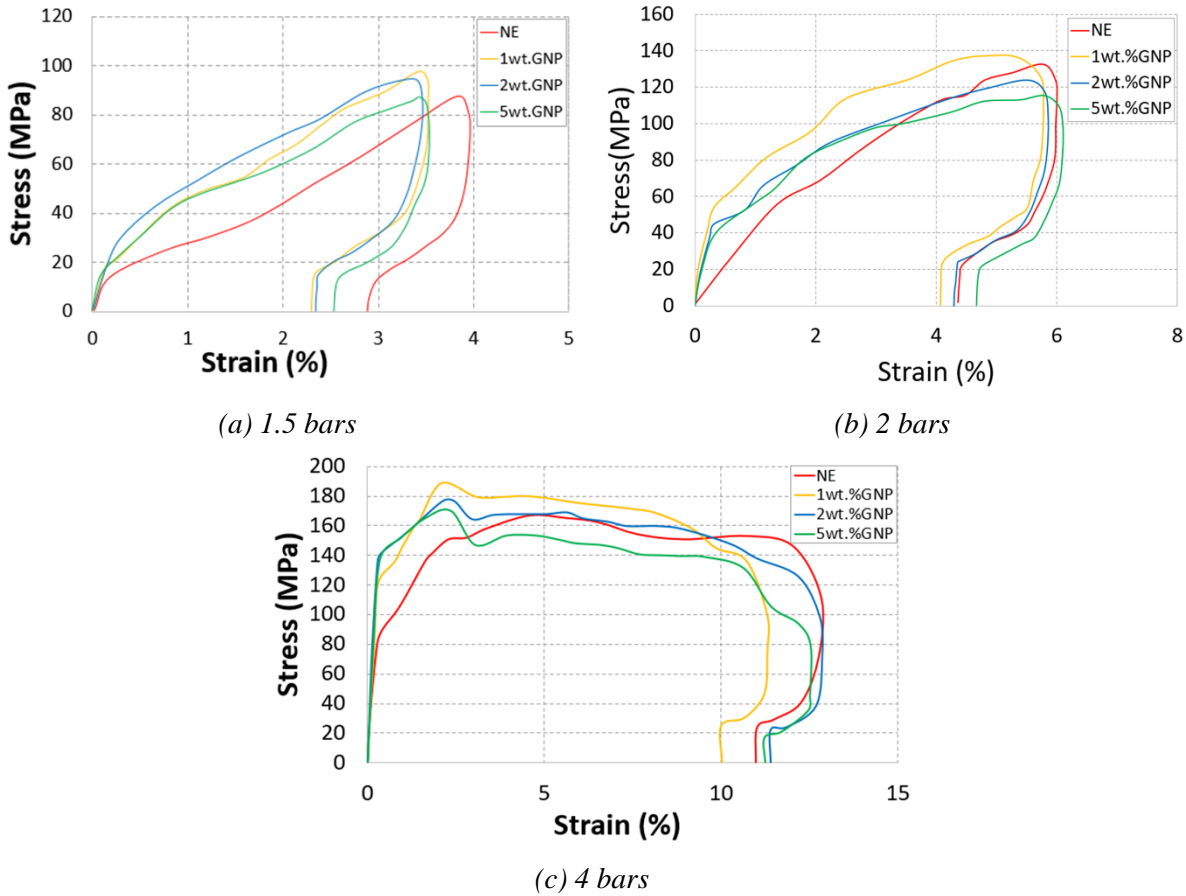 120
100
80
60
40
20
0
Stress (MPa)
0 1 2 3 4 5
Strain (%)
NE
1wt.GNP
2wt.GNP
5wt.GNP
(a) 1.5 bars
160
140
120
100
80
60
40
20
0
Stress(MPa)
0 2 4 6 8
Strain (%)
NE
1wt.%GNP
2wt.%GNP
5wt.%GNP
(b) 2 bars
200
180
160
140
120
100
80
60
40
20
0
Stress (MPa)
0 5 10 15
Strain (%)
NE
1wt.%GNP
2wt.%GNP
5wt.%GNP
(c) 4 bars